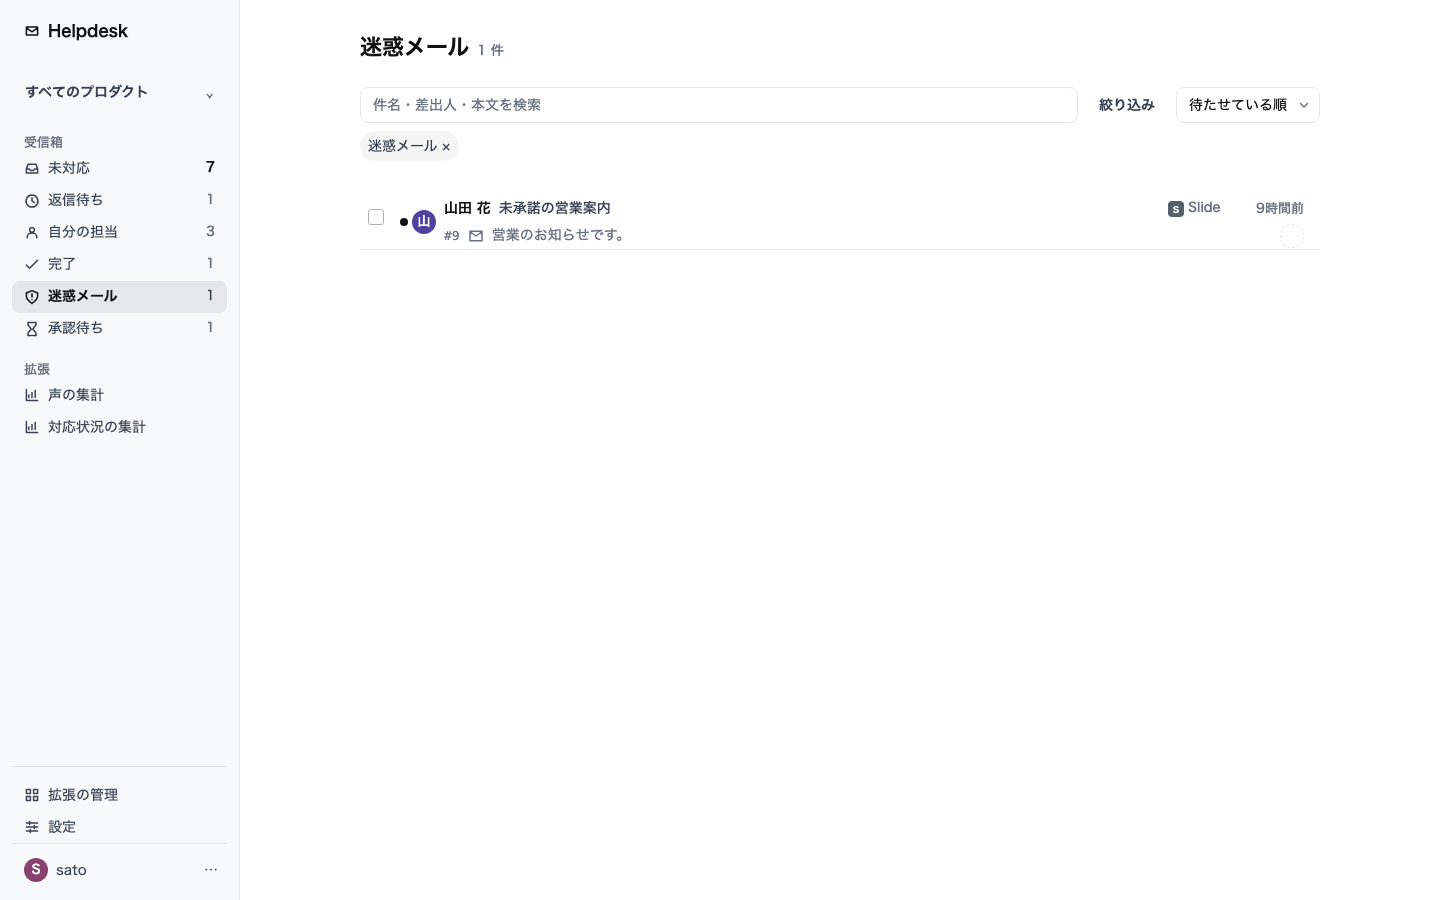 Helpdesk
すべてのプロダクト
受信箱
未対応 7
返信待ち 1
自分の担当 3
完了 1
迷惑メール 1
承認待ち 1
拡張
声の集計
対応状況の集計
拡張の管理
設定
S sato ...
迷惑メール 1 件
件名・差出人・本文を検索 絞り込み 待たせている順
迷惑メール ×
山 山田 花 未承諾の営業案内 S Slide 9時間前
#9 営業のお知らせです。